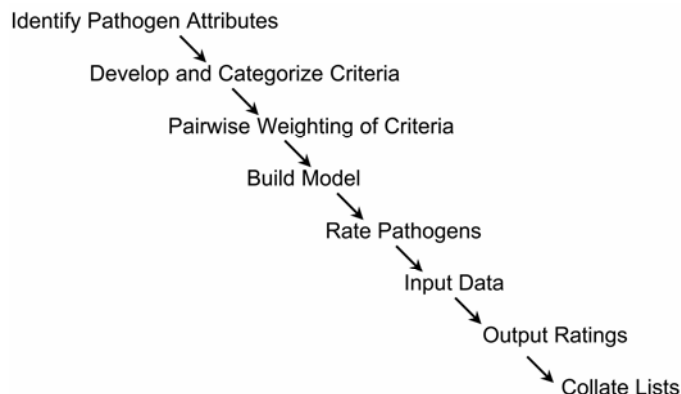 Identify Pathogen Attributes
Develop and Categorize Criteria
Pairwise Weighting of Criteria
Build Model
Rate Pathogens
Input Data
Output Ratings
Collate Lists